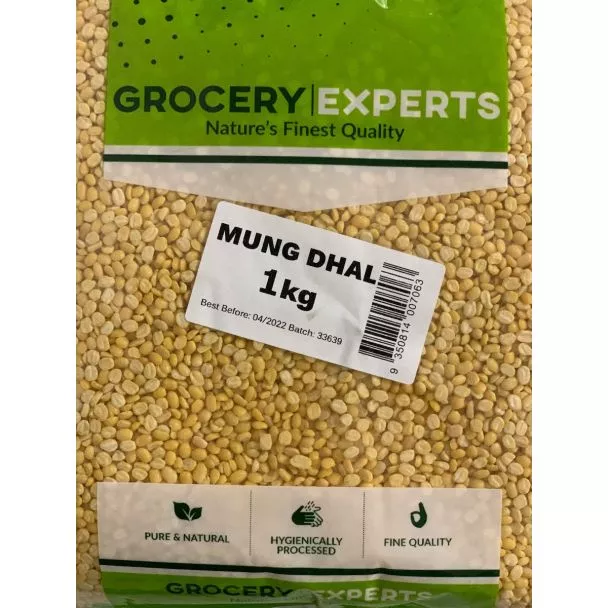 GROCERY|EXPERTS
Nature's Finest Quality
MUNG DHAL
1kg
Best Before: 04/2022 Batch: 33639
9 350814 007063
PURE & NATURAL
HYGIENICALLY
PROCESSED
FINE QUALITY
GROCERY|EXPERTS